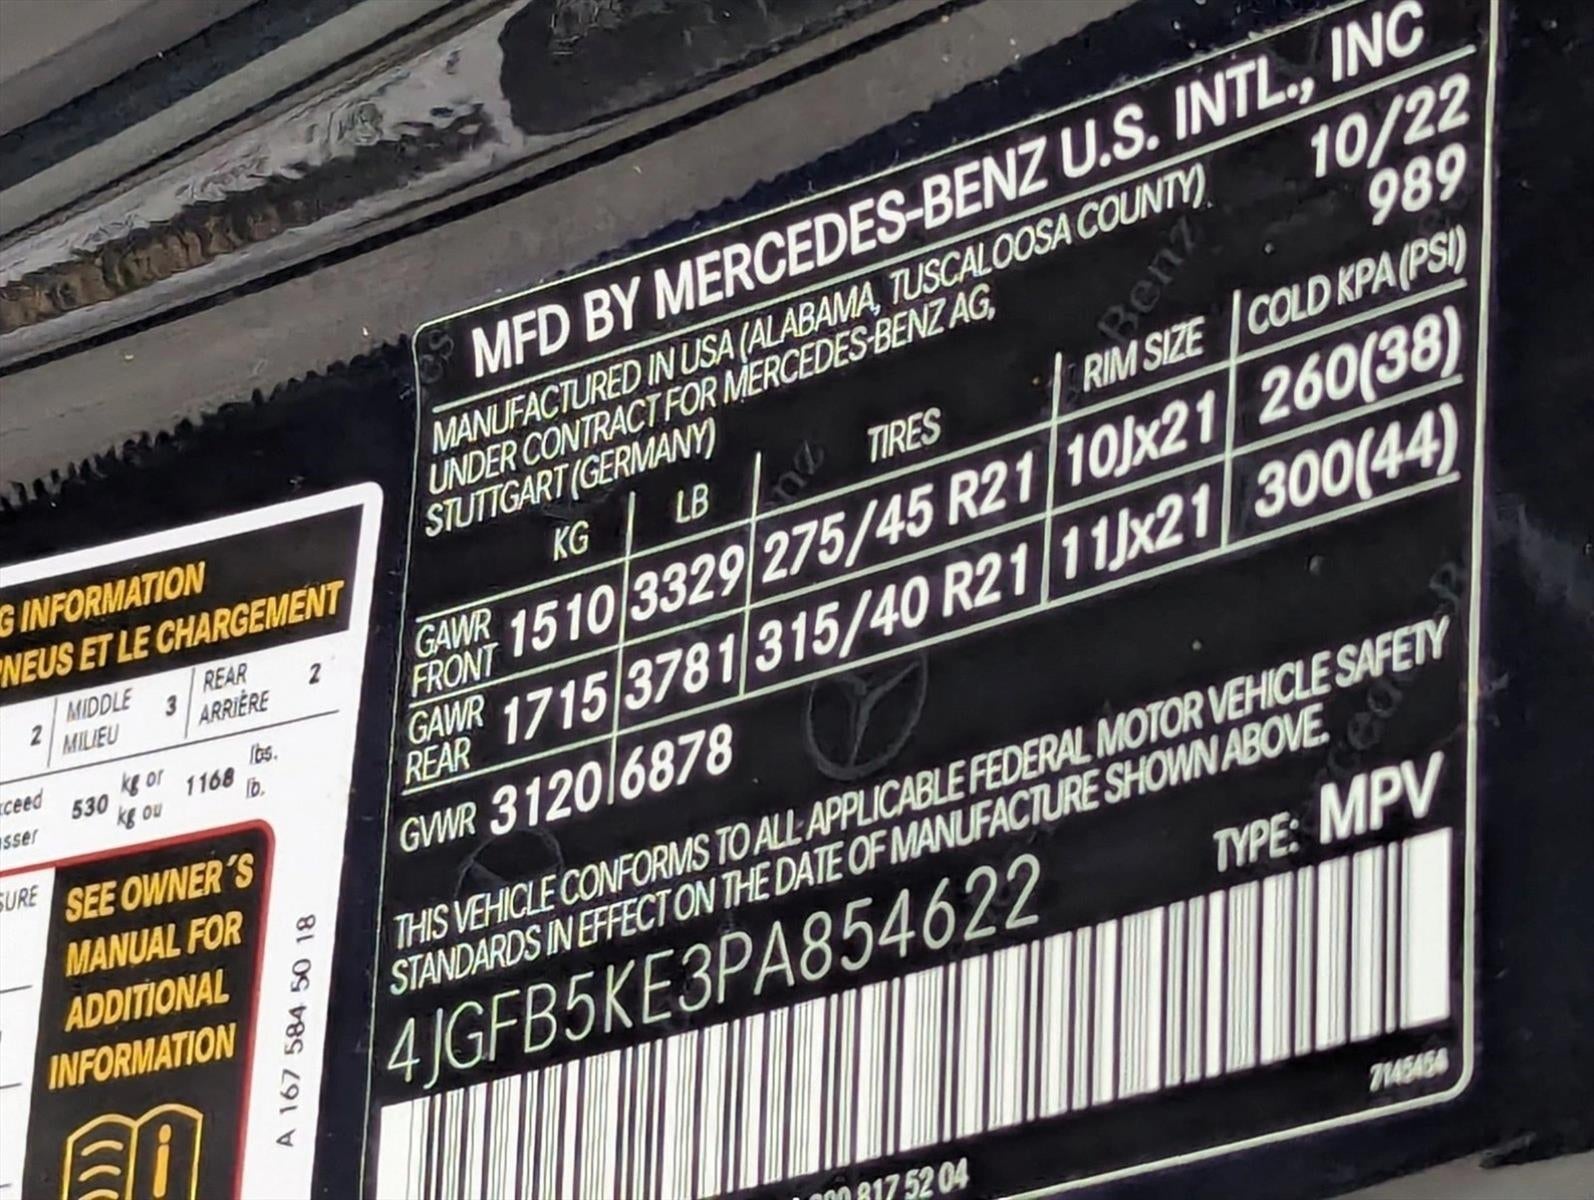 MFD BY MERCEDES-BENZ U.S. INTL., INC
MANUFACTURED IN USA (ALABAMA, TUSCALOOSA COUNTY)
UNDER CONTRACT FOR MERCEDES-BENZ AG,
STUTTGART (GERMANY)
10/22
989
KG LB TIRES RIM SIZE COLD KPA (PSI)
GAWR FRONT 1510 3329 275/45 R21 10Jx21 260(38)
GAWR REAR 1715 3781 315/40 R21 11Jx21 300(44)
GVWR 3120 6878
THIS VEHICLE CONFORMS TO ALL APPLICABLE FEDERAL MOTOR VEHICLE SAFETY
STANDARDS IN EFFECT ON THE DATE OF MANUFACTURE SHOWN ABOVE.
4JGFB5KE3PA854622
TYPE: MPV
7145454
817 52 04
INFORMATION
ET LE CHARGEMENT
2 MIDDLE 3 REAR 2
MILIEU ARRIÈRE
530 kg or 1168 lbs.
kg ou lb.
SEE OWNER´S
MANUAL FOR
ADDITIONAL
INFORMATION
A 167 584 50 18